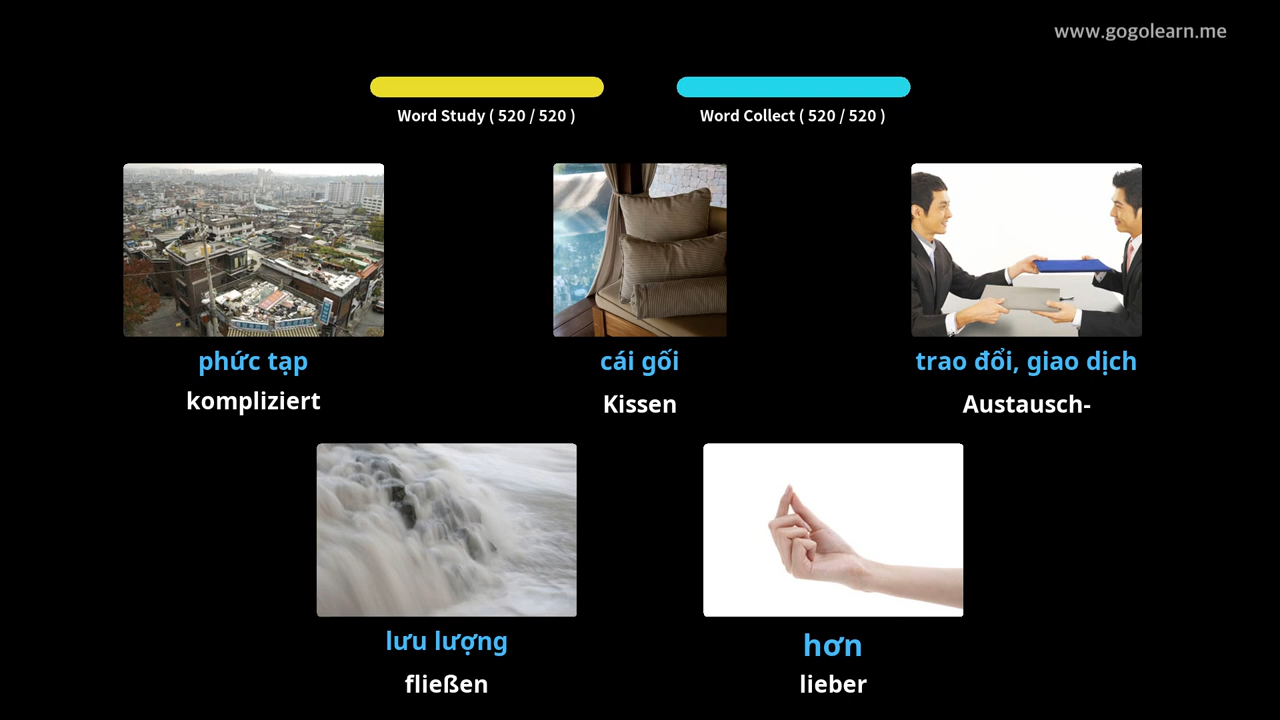 www.gogolearn.me
Word Study ( 520 / 520 )
Word Collect ( 520 / 520 )
phức tạp
kompliziert
cái gối
Kissen
trao đổi, giao dịch
Austausch-
lưu lượng
fließen
hơn
lieber